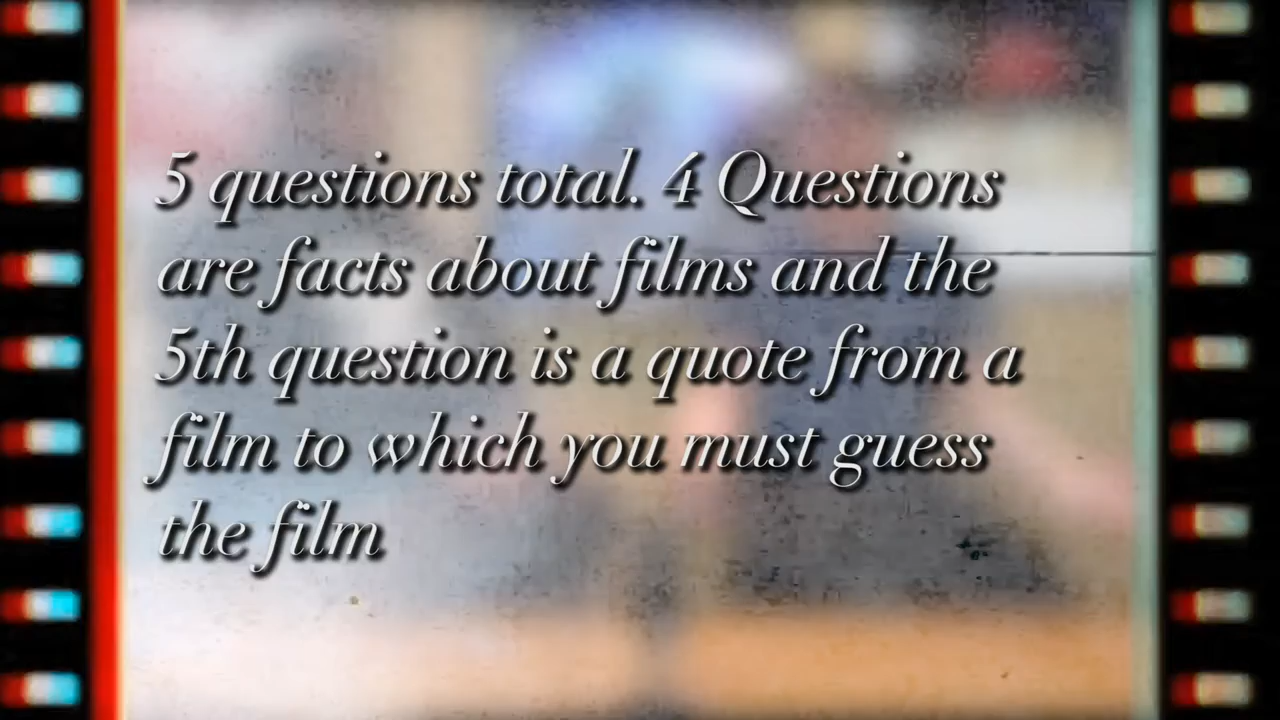 5 questions total. 4 Questions
are facts about films and the
5th question is a quote from a
film to which you must guess
the film